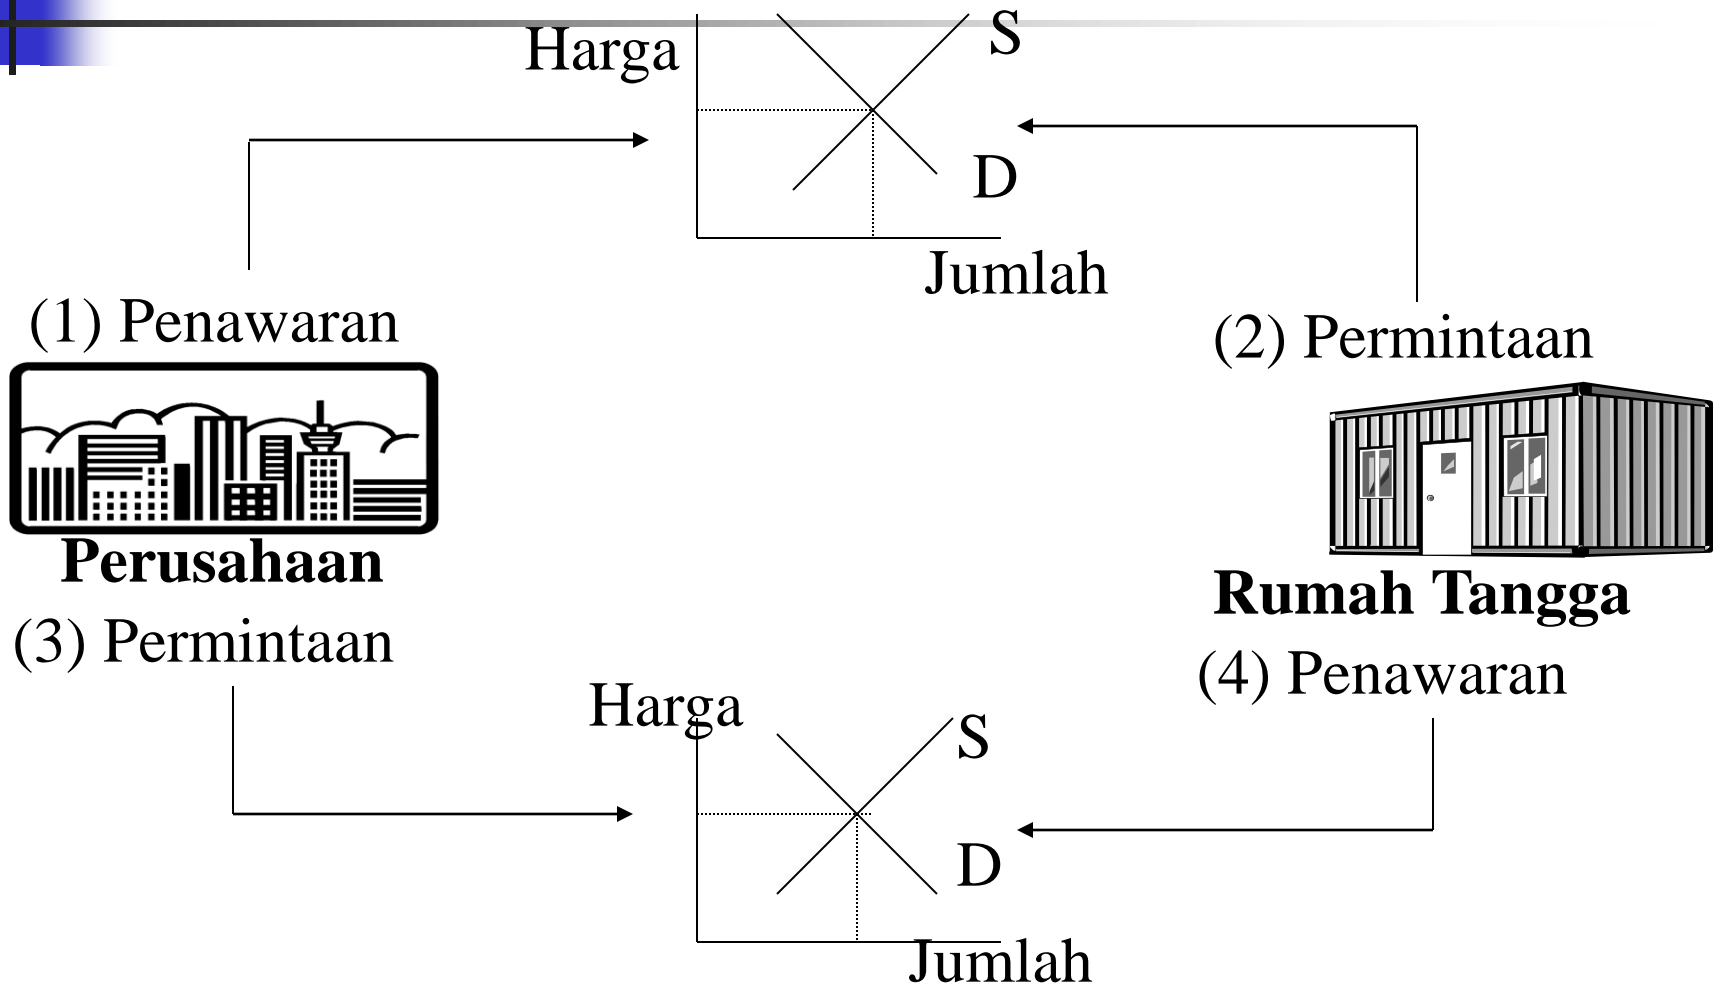 Harga
S
D
Jumlah
(1) Penawaran
(2) Permintaan
Perusahaan
Rumah Tangga
(3) Permintaan
(4) Penawaran
Harga
S
D
Jumlah